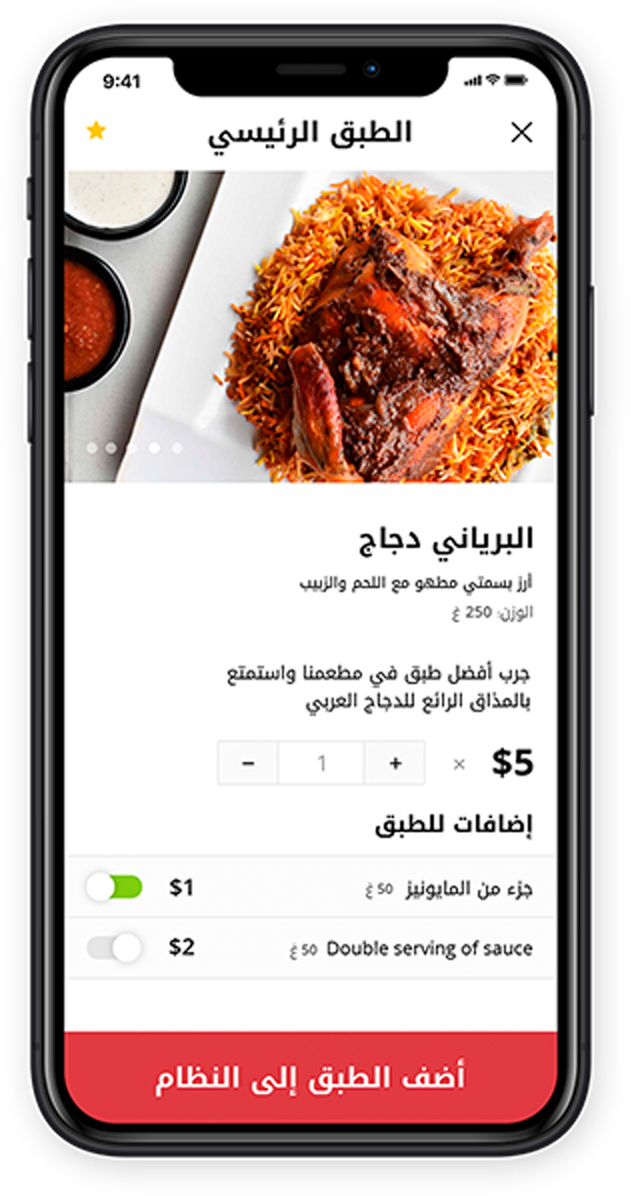 9:41
الطبق الرئيسي
البرياني دجاج
أرز بسمتي مطهو مع اللحم والزبيب
الوزن: 250 غ
جرب أفضل طبق في مطعمنا واستمتع
بالمذاق الرائع للدجاج العربي
$5 × + 1 −
إضافات للطبق
جزء من المايونيز 50 غ $1
Double serving of sauce 50 غ $2
أضف الطبق إلى النظام